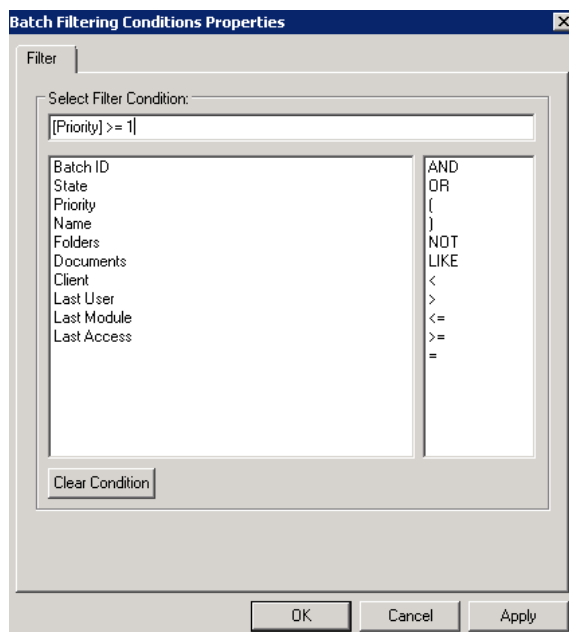 Batch Filtering Conditions Properties
Filter
Select Filter Condition:
[Priority] >= 1
Batch ID
State
Priority
Name
Folders
Documents
Client
Last User
Last Module
Last Access
AND
OR
(
)
NOT
LIKE
<
>
<=
>=
=
Clear Condition
OK
Cancel
Apply